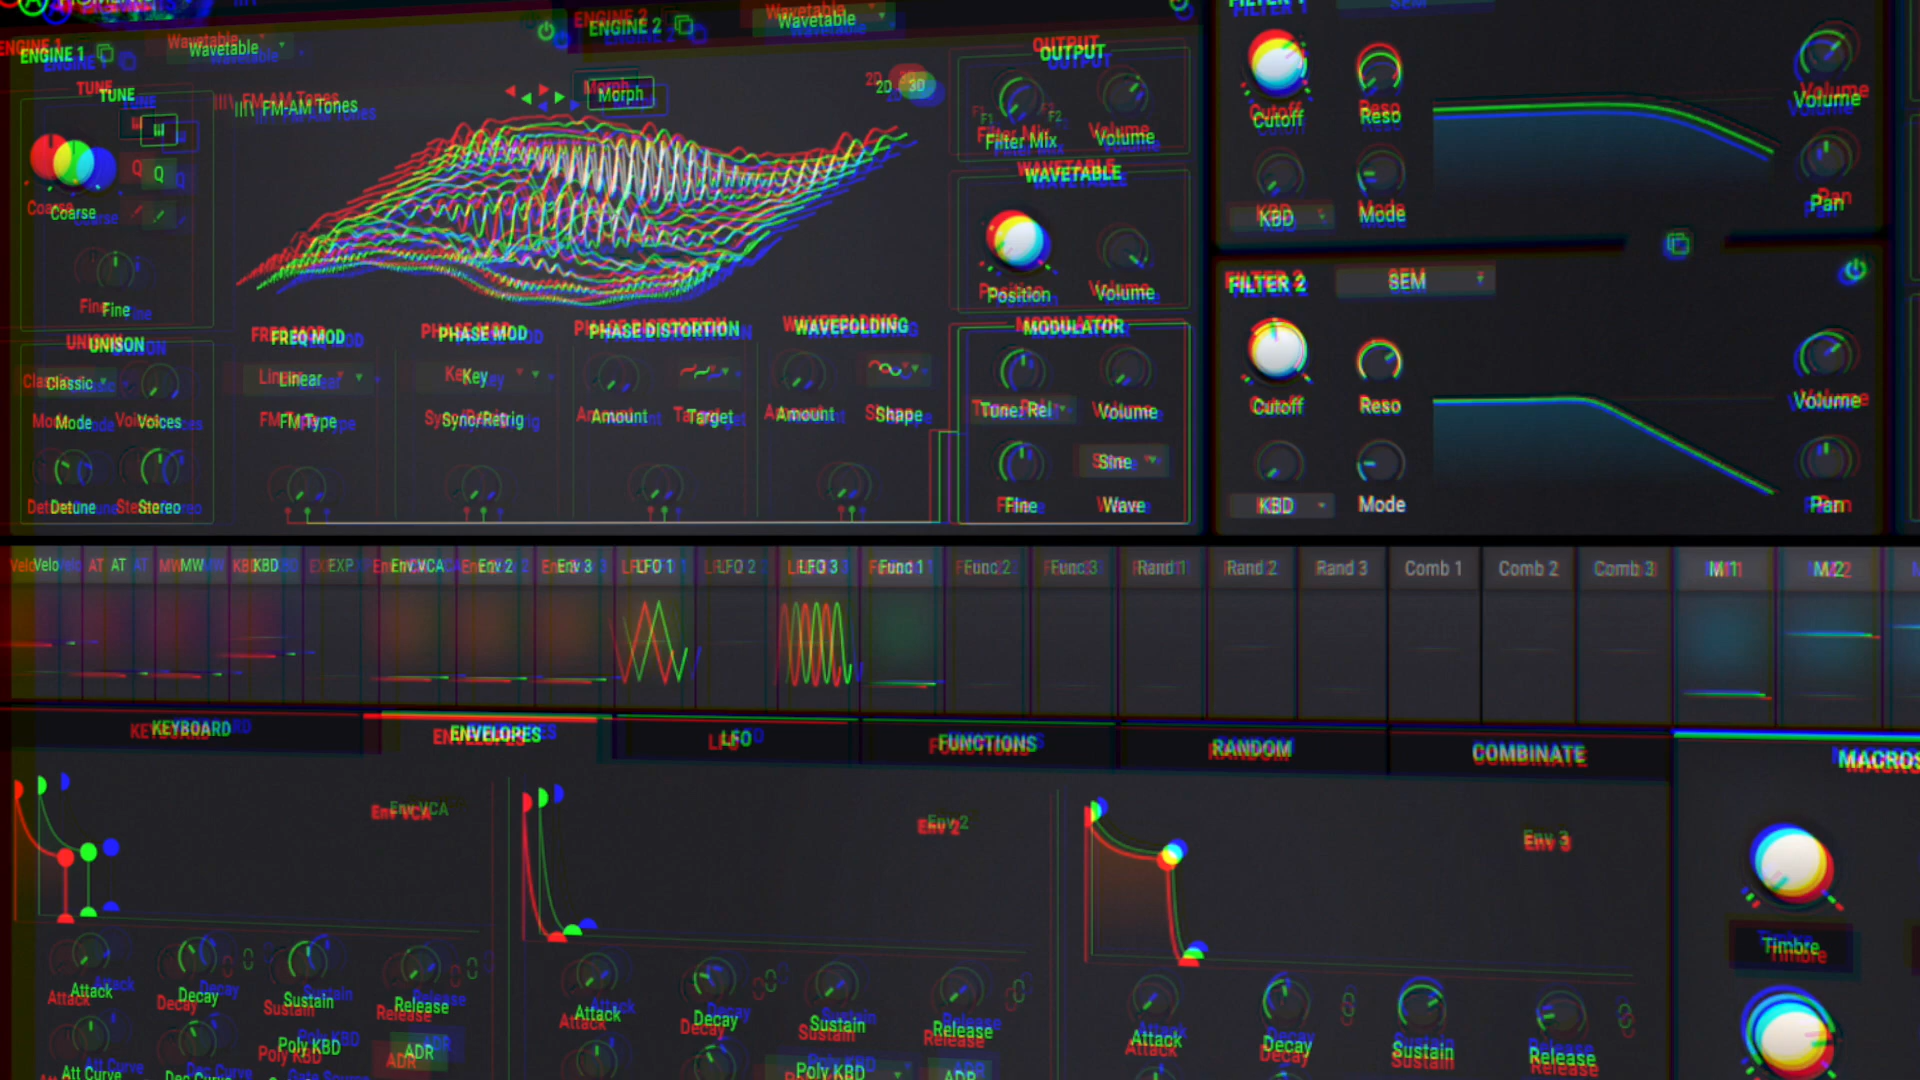 ENGINE 1
Wavetable
ENGINE 2
Wavetable
FILTER 1
SEM
TUNE
FM-AM Tones
Morph
2D
3D
OUTPUT
F1
F2
Filter Mix
Volume
Cutoff
Reso
Volume
Q
Coarse
Fine
WAVETABLE
Position
Volume
KBD
Mode
Pan
FILTER 2
SEM
UNISON
Classic
Mode
Voices
Detune
Stereo
FREQ MOD
Linear
FM Type
PHASE MOD
Key
Sync/Retrig
PHASE DISTORTION
Amount
Target
WAVEFOLDING
Amount
Shape
MODULATOR
Tune: Rel
Volume
Fine
Sine
Wave
Cutoff
Reso
Volume
KBD
Mode
Pan
Velo
AT
MW
KBD
EXP
Env VCA
Env 2
Env 3
LFO 1
LFO 2
LFO 3
Func 1
Func 2
Func 3
Rand 1
Rand 2
Rand 3
Comb 1
Comb 2
Comb 3
M 1
M 2
KEYBOARD
ENVELOPES
LFO
FUNCTIONS
RANDOM
COMBINATE
MACROS
Env VCA
Env 2
Env 3
Timbre
Attack
Decay
Sustain
Release
Attack
Decay
Sustain
Release
Attack
Decay
Sustain
Release
Att Curve
Dec Curve
Poly KBD
ADR
Poly KBD
ADR